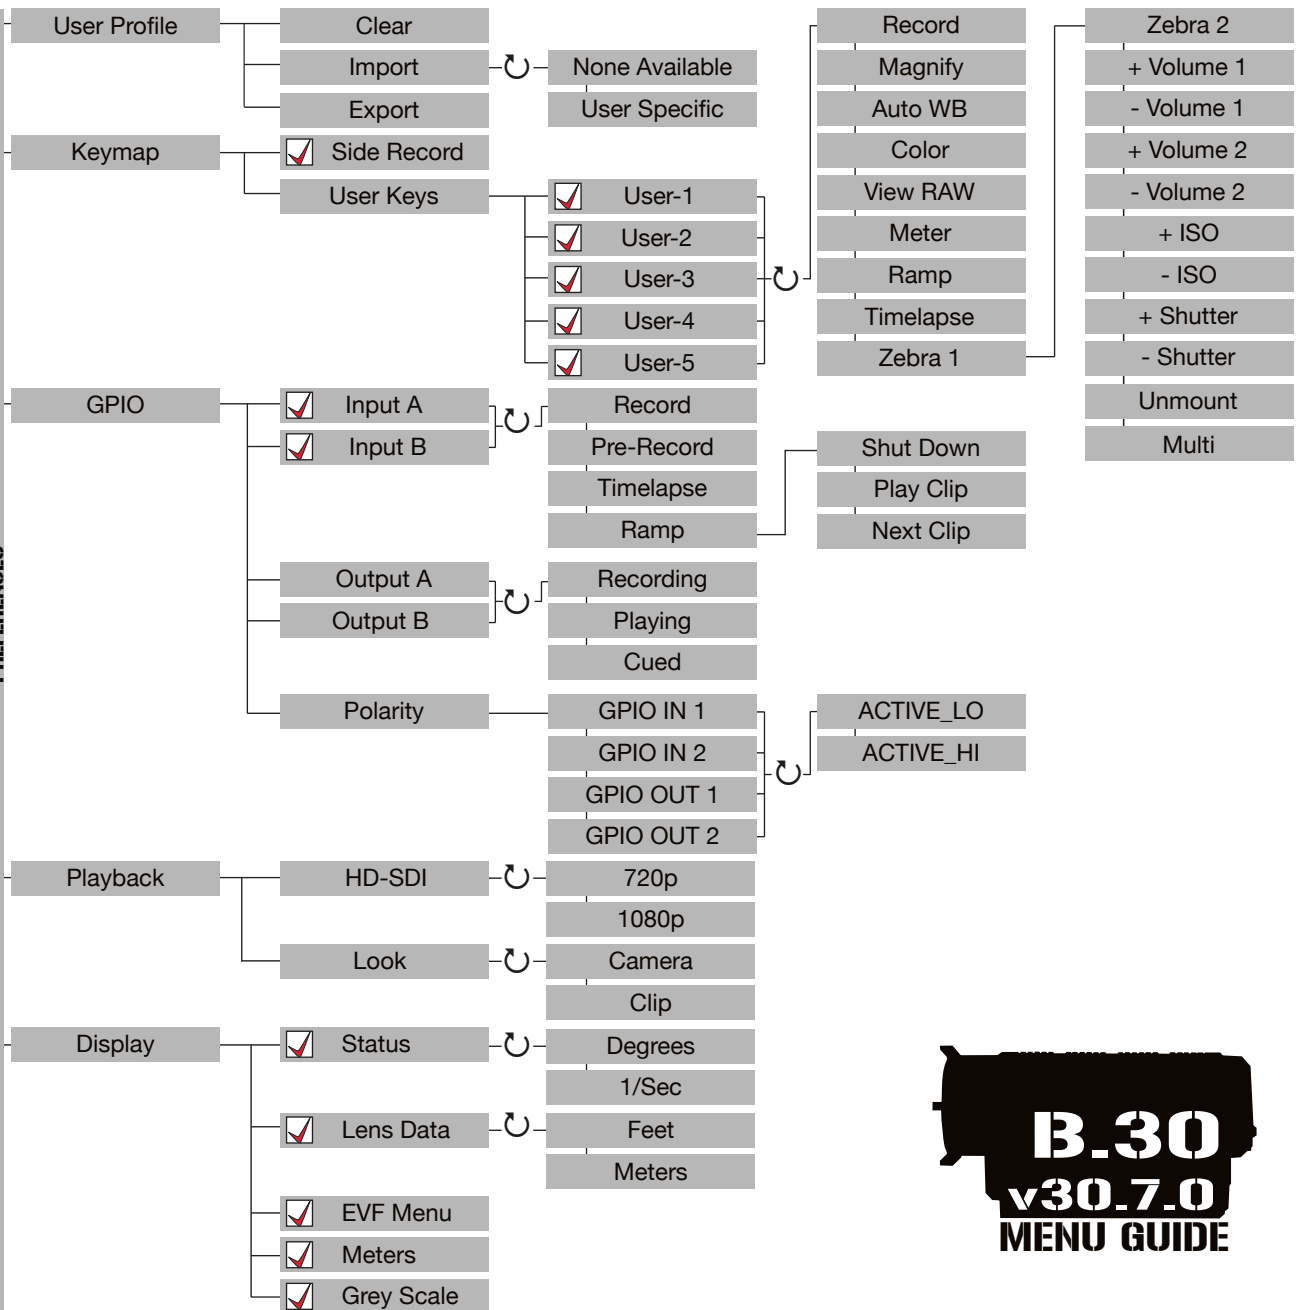 User Profile
Clear
Import
None Available
User Specific
Export
Keymap
Side Record
User Keys
User-1
User-2
User-3
User-4
User-5
Record
Magnify
Auto WB
Color
View RAW
Meter
Ramp
Timelapse
Zebra 1
Zebra 2
+ Volume 1
- Volume 1
+ Volume 2
- Volume 2
+ ISO
- ISO
+ Shutter
- Shutter
Unmount
Multi
GPIO
Input A
Input B
Record
Pre-Record
Timelapse
Ramp
Shut Down
Play Clip
Next Clip
Output A
Output B
Recording
Playing
Cued
Polarity
GPIO IN 1
GPIO IN 2
GPIO OUT 1
GPIO OUT 2
ACTIVE_LO
ACTIVE_HI
Playback
HD-SDI
720p
1080p
Look
Camera
Clip
Display
Status
Degrees
1/Sec
Lens Data
Feet
Meters
EVF Menu
Meters
Grey Scale
B.30
v30.7.0
MENU GUIDE